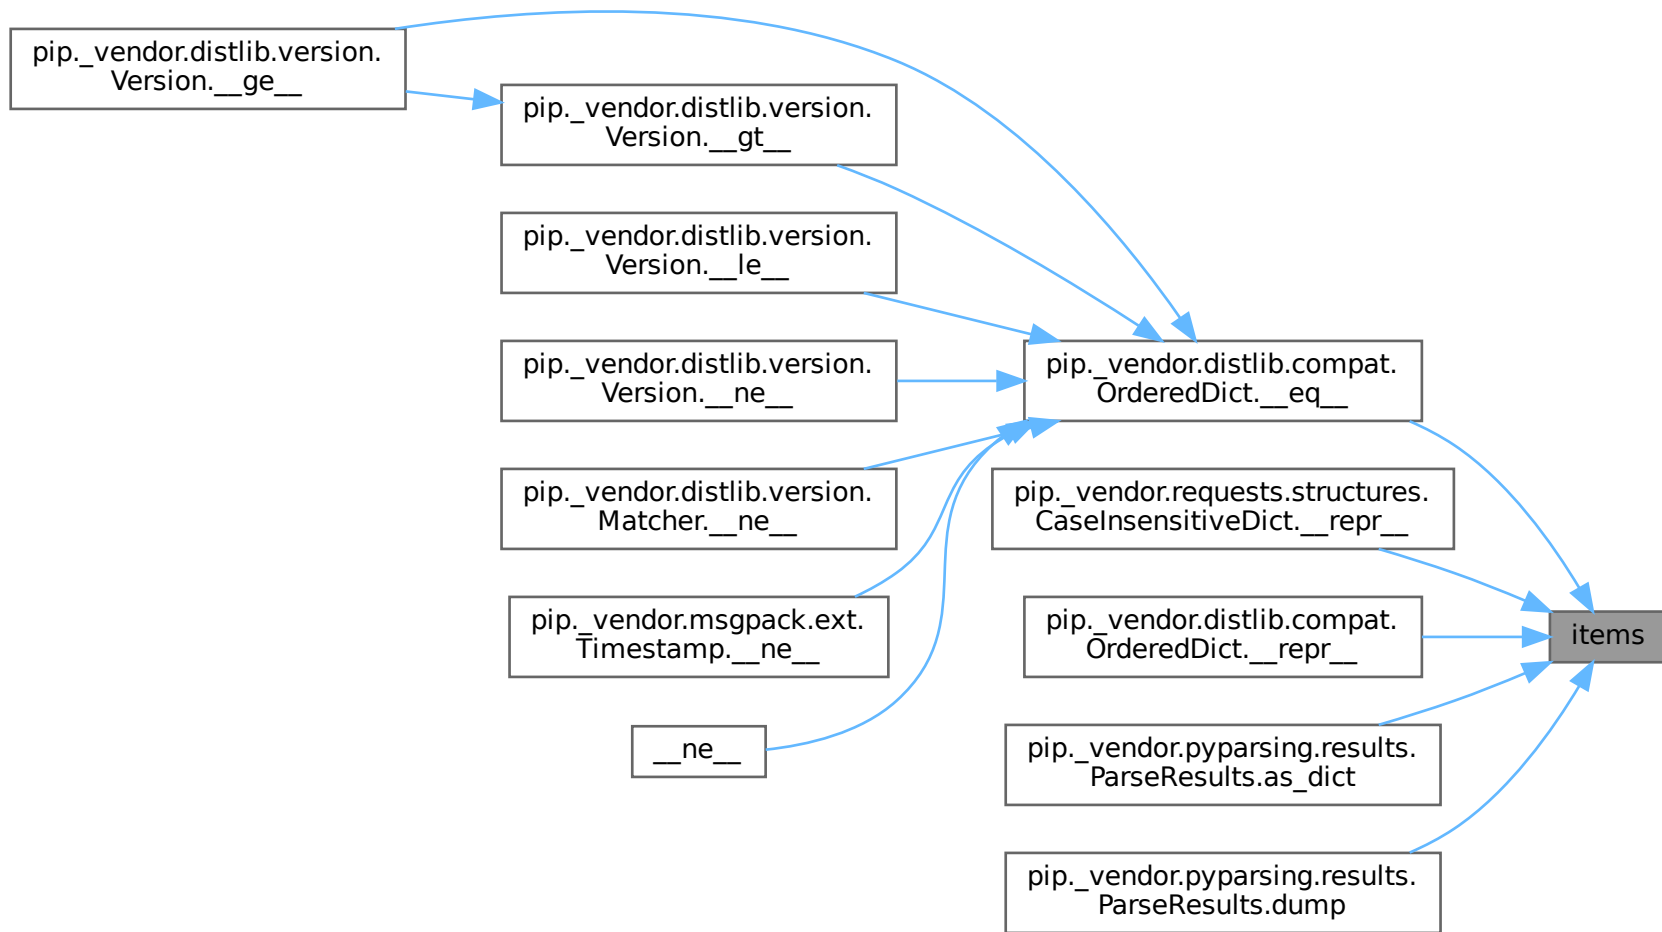 pip._vendor.distlib.version.
Version.__ge__
pip._vendor.distlib.version.
Version.__gt__
pip._vendor.distlib.version.
Version.__le__
pip._vendor.distlib.version.
Version.__ne__
pip._vendor.distlib.version.
Matcher.__ne__
pip._vendor.msgpack.ext.
Timestamp.__ne__
__ne__
pip._vendor.distlib.compat.
OrderedDict.__eq__
pip._vendor.requests.structures.
CaseInsensitiveDict.__repr__
pip._vendor.distlib.compat.
OrderedDict.__repr__
pip._vendor.pyparsing.results.
ParseResults.as_dict
pip._vendor.pyparsing.results.
ParseResults.dump
items